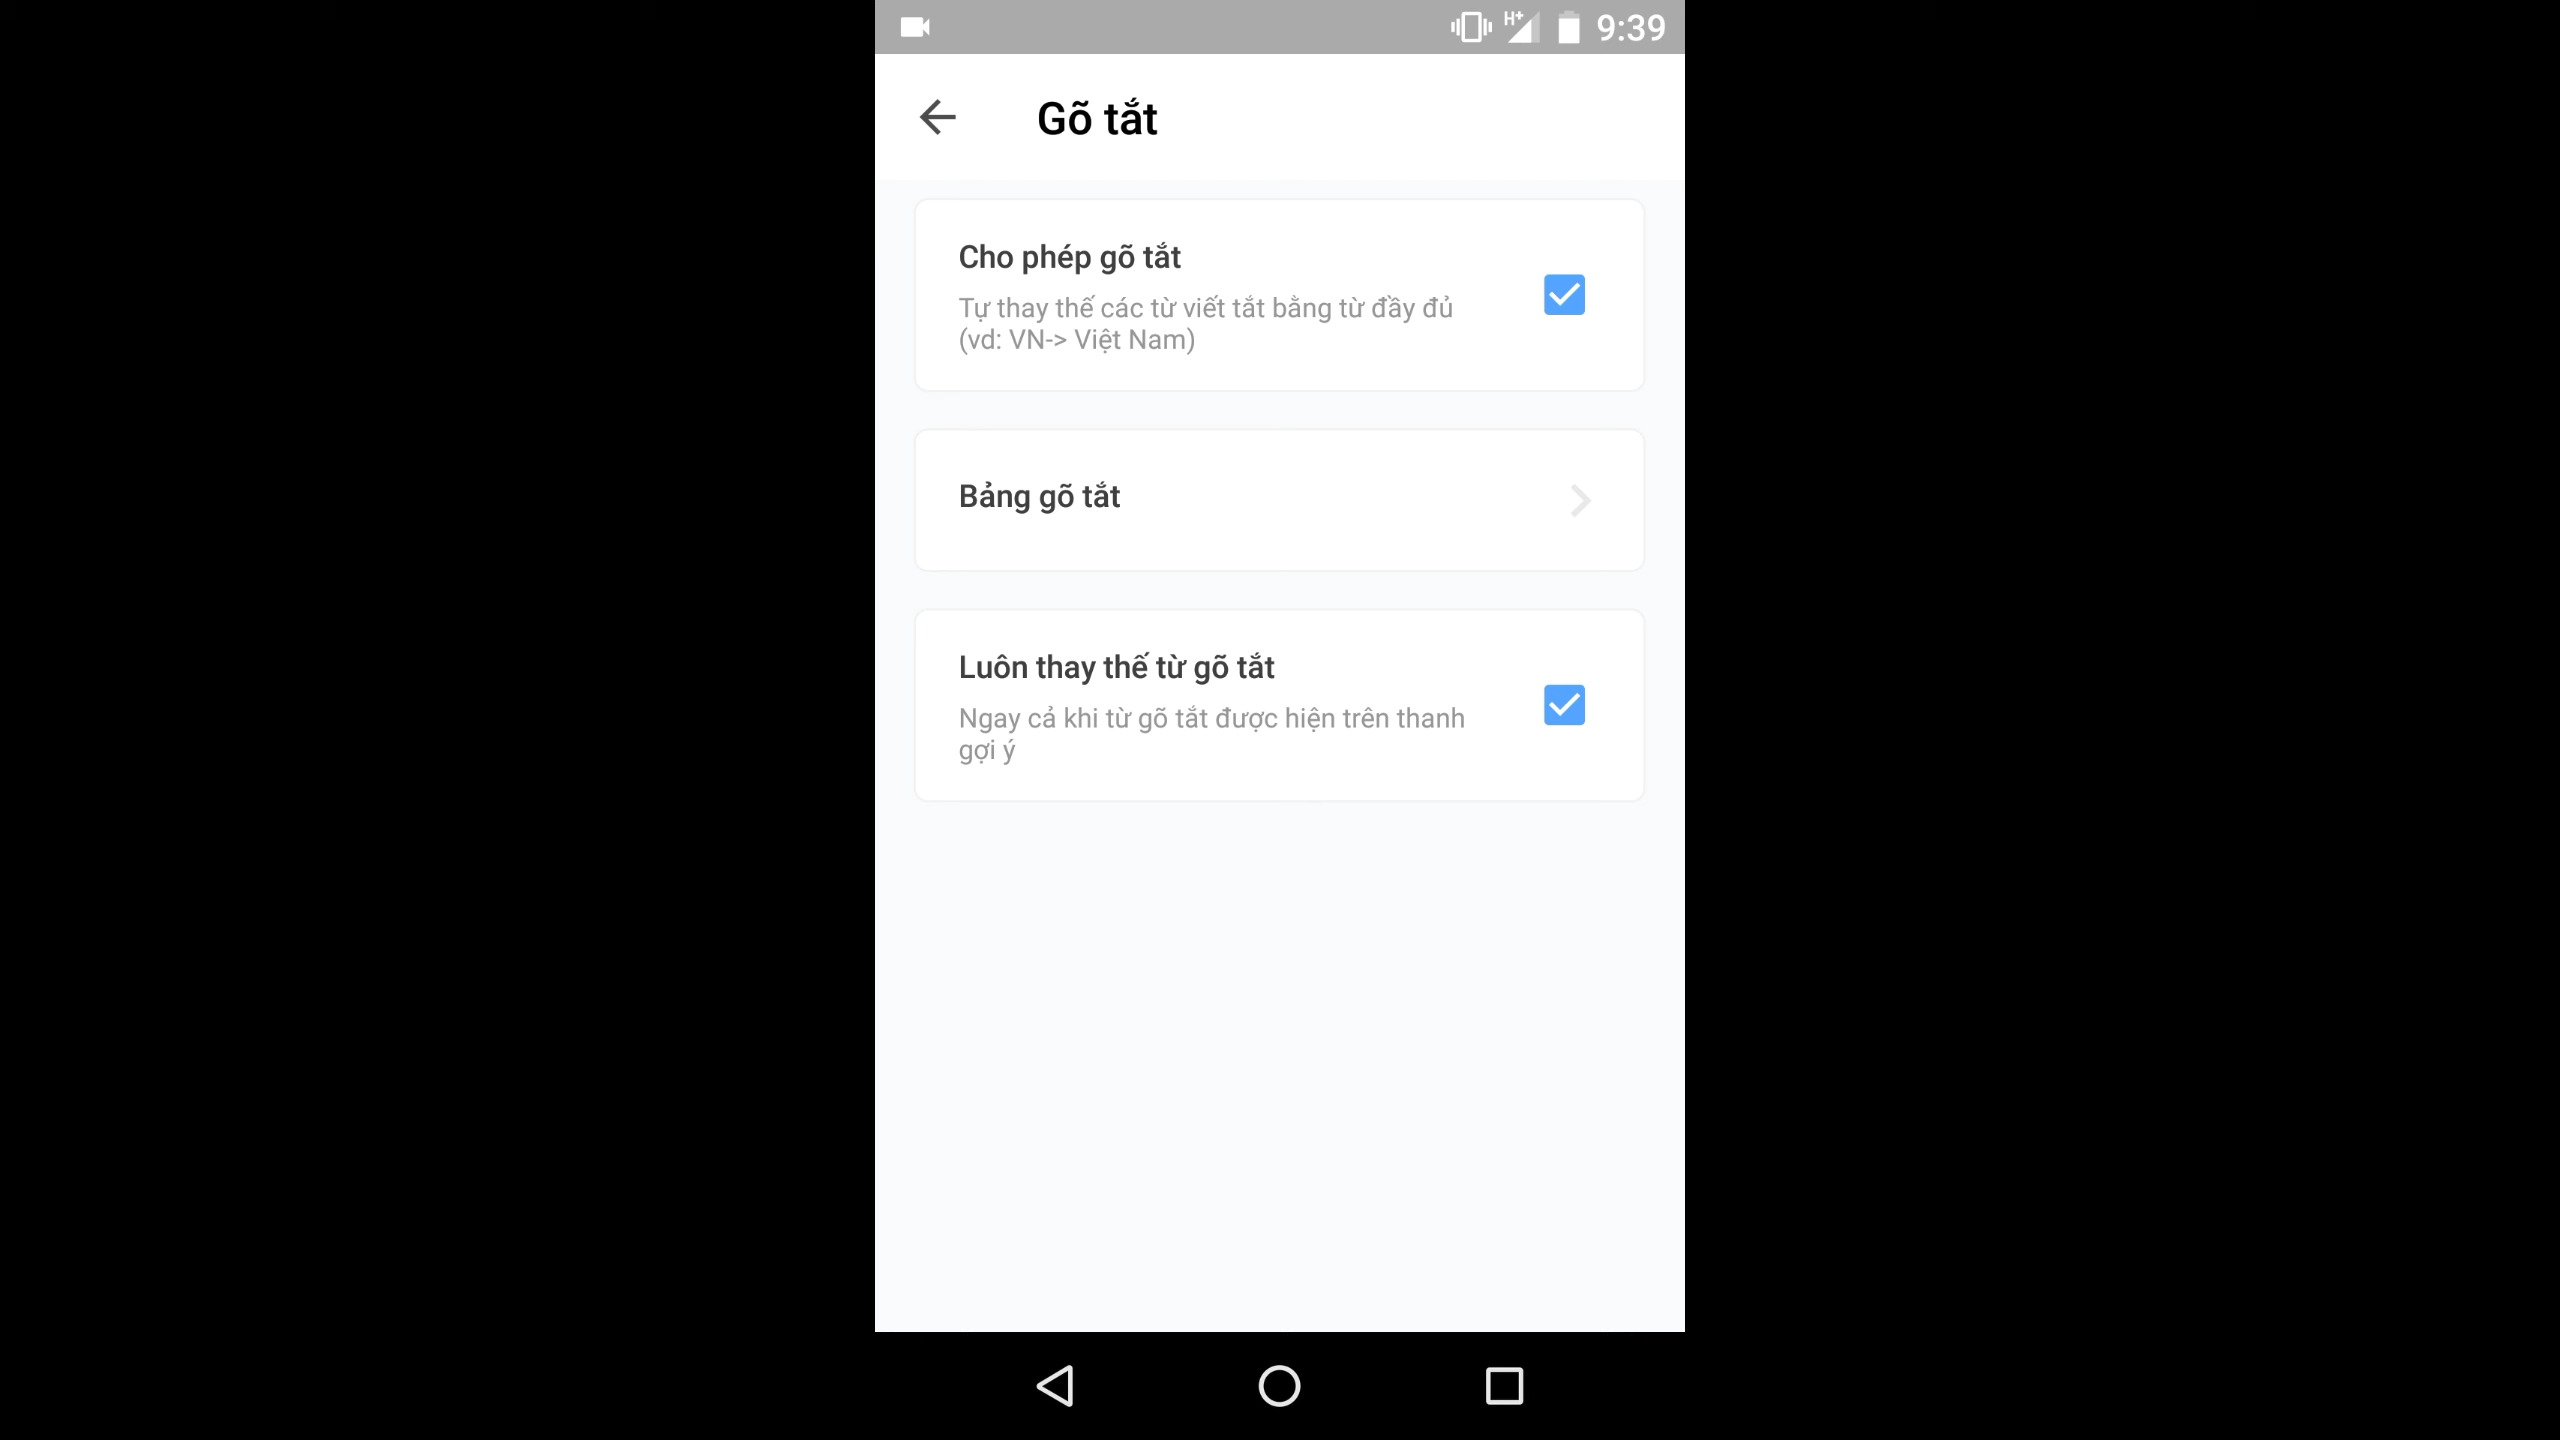 H+ 9:39
Gõ tắt
Cho phép gõ tắt
Tự thay thế các từ viết tắt bằng từ đầy đủ
(vd: VN-> Việt Nam)
Bảng gõ tắt
Luôn thay thế từ gõ tắt
Ngay cả khi từ gõ tắt được hiện trên thanh
gợi ý